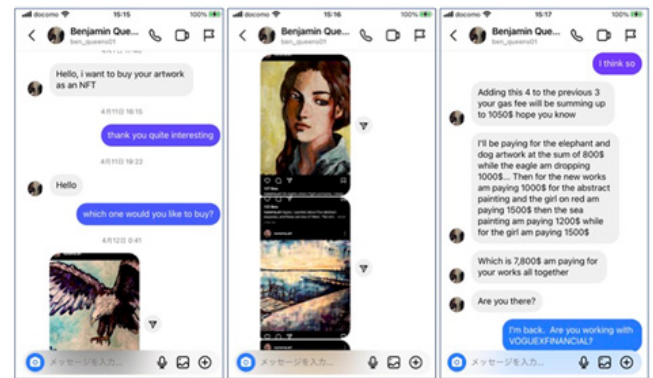 docomo
15:15
100%
Benjamin Que...
ben_queens01
Hello, i want to buy your artwork
as an NFT
4月11日 16:15
thank you quite interesting
4月11日 19:22
Hello
which one would you like to buy?
4月12日 0:41
メッセージを入力...
docomo
15:16
100%
Benjamin Que...
ben_queens01
メッセージを入力...
docomo
15:17
100%
Benjamin Que...
ben_queens01
I think so
Adding this 4 to the previous 3
your gas fee will be summing up
to 1050$ hope you know
I'll be paying for the elephant and
dog artwork at the sum of 800$
while the eagle am dropping
1000$... Then for the new works
am paying 1000$ for the abstract
painting and the girl on red am
paying 1500$ then the sea
painting am paying 1200$ while
for the girl am paying 1500$
Which is 7,800$ am paying for
your works all together
Are you there?
I'm back. Are you working with
VOGUEXFINANCIAL?
メッセージを入力...